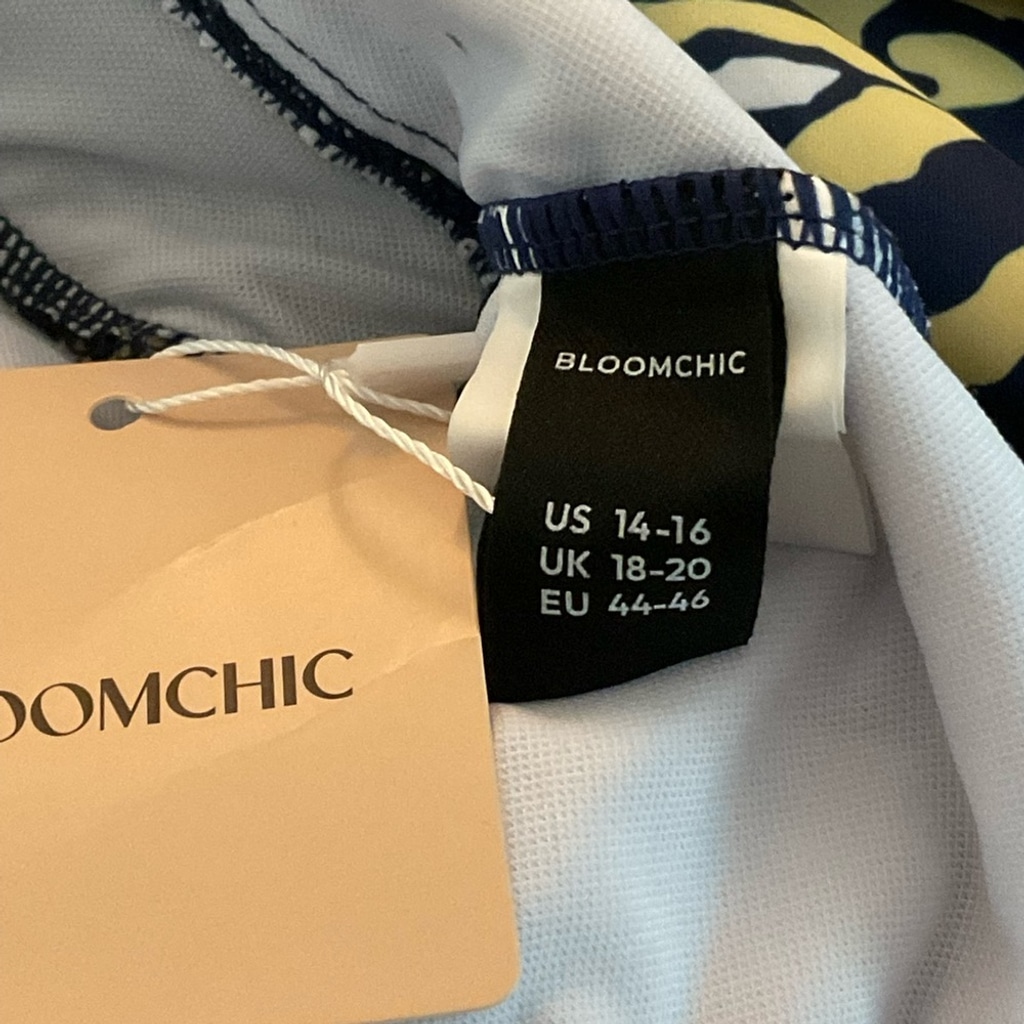 BLOOMCHIC
US 14-16
UK 18-20
EU 44-46
OOMCHIC